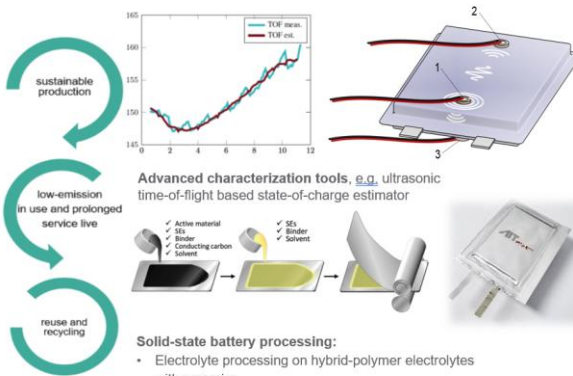 sustainable
production
low-emission
in use and prolonged
service live
reuse and
recycling
TOF meas.
TOF est.
165
160
155
150
145
0
2
4
6
8
10
12
2
1
3
Advanced characterization tools, e.g. ultrasonic
time-of-flight based state-of-charge estimator
✓ Active material
✓ SEs
✓ Binder
✓ Conducting carbon
✓ Solvent
✓ SEs
✓ Binder
✓ Solvent
AIT
Solid-state battery processing:
• Electrolyte processing on hybrid-polymer electrolytes